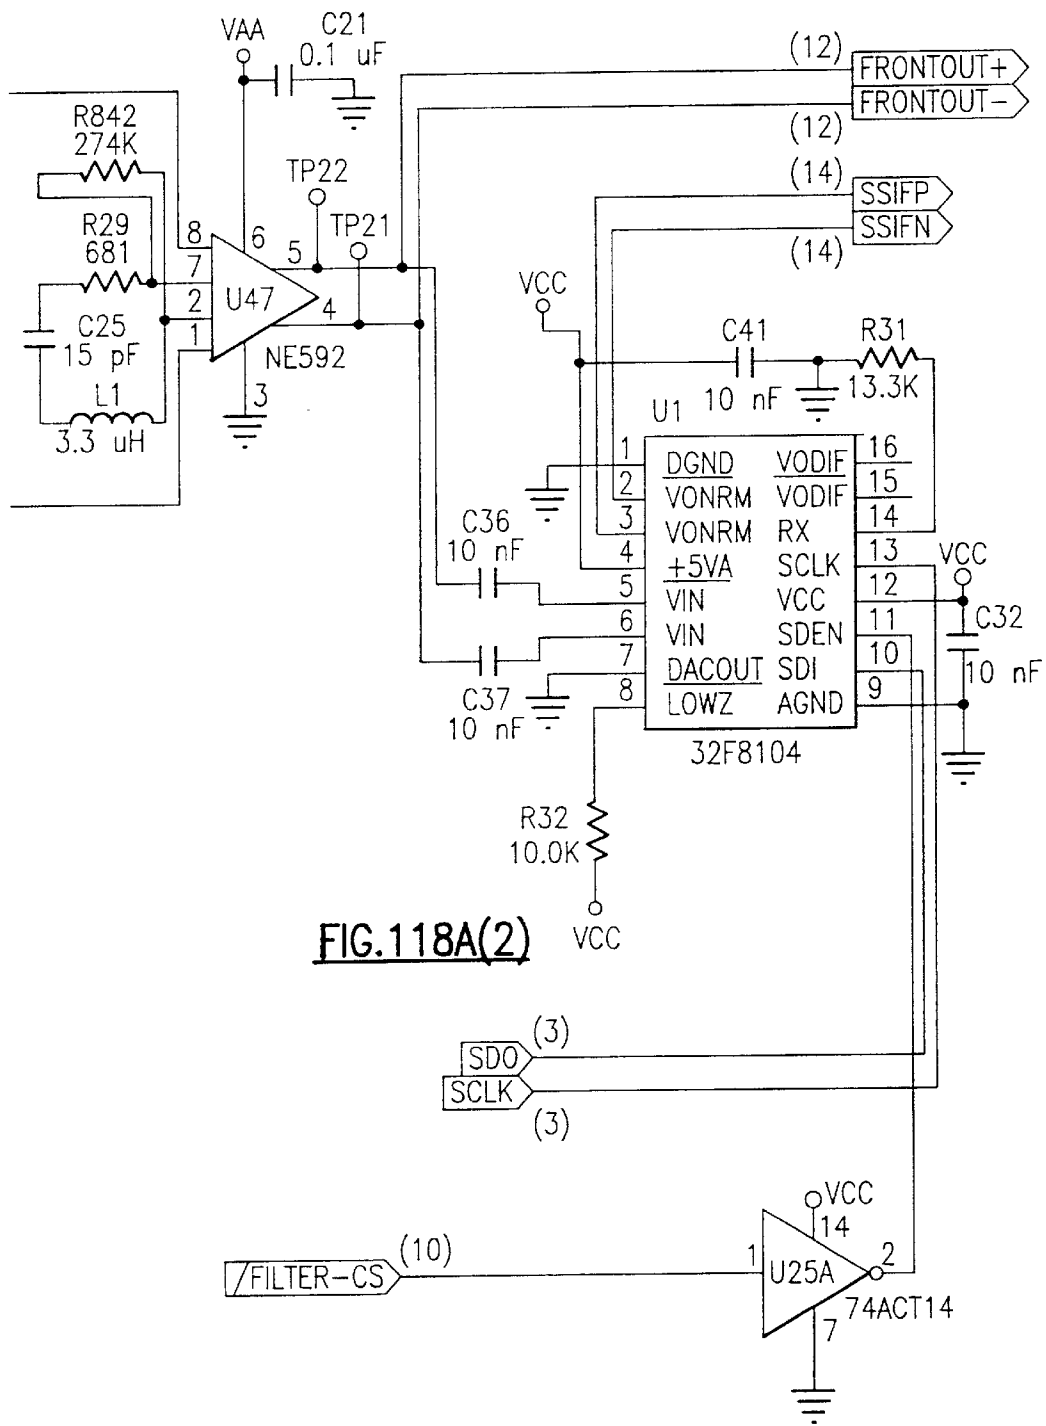 VAA
C21
0.1 uF
(12)
FRONTOUT+
FRONTOUT-
(12)
R842
274K
TP22
TP21
(14)
SSIFP
SSIFN
(14)
R29
681
8
7
2
1
6
5
4
3
U47
NE592
C25
15 pF
L1
3.3 uH
VCC
C41
10 nF
R31
13.3K
U1
1 DGND VODIF 16
2 VONRM VODIF 15
3 VONRM RX 14
4 +5VA SCLK 13
5 VIN VCC 12
6 VIN SDEN 11
7 DACOUT SDI 10
8 LOWZ AGND 9
32F8104
C36
10 nF
C37
10 nF
VCC
C32
10 nF
R32
10.0K
VCC
FIG.118A(2)
(3)
SDO
SCLK
(3)
(10)
/FILTER-CS
VCC
14
1
U25A
2
74ACT14
7